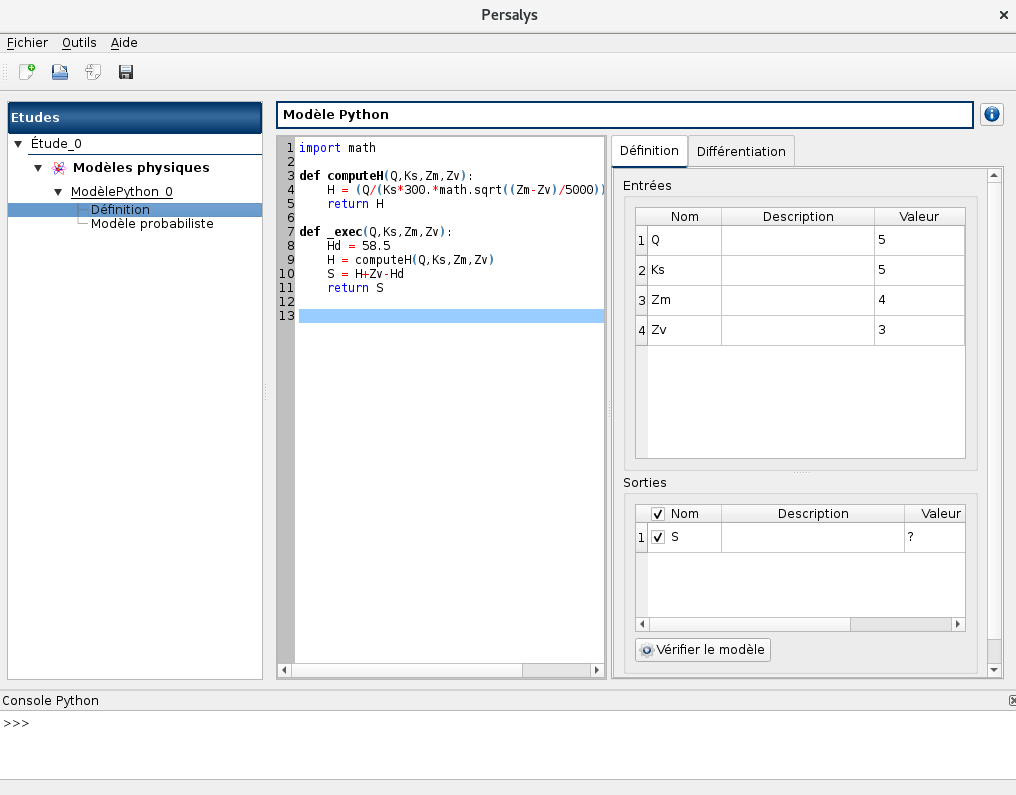 Persalys
Fichier Outils Aide
Etudes
Étude_0
Modèles physiques
ModèlePython_0
Définition
Modèle probabiliste
Modèle Python
1 import math
2
3 def computeH(Q,Ks,Zm,Zv):
4 H = (Q/(Ks*300.*math.sqrt((Zm-Zv)/5000))
5 return H
6
7 def _exec(Q,Ks,Zm,Zv):
8 Hd = 58.5
9 H = computeH(Q,Ks,Zm,Zv)
10 S = H+Zv-Hd
11 return S
12
13
Définition Différentiation
Entrées
Nom Description Valeur
1 Q 5
2 Ks 5
3 Zm 4
4 Zv 3
Sorties
Nom Description Valeur
1 S ?
Vérifier le modèle
Console Python
>>>